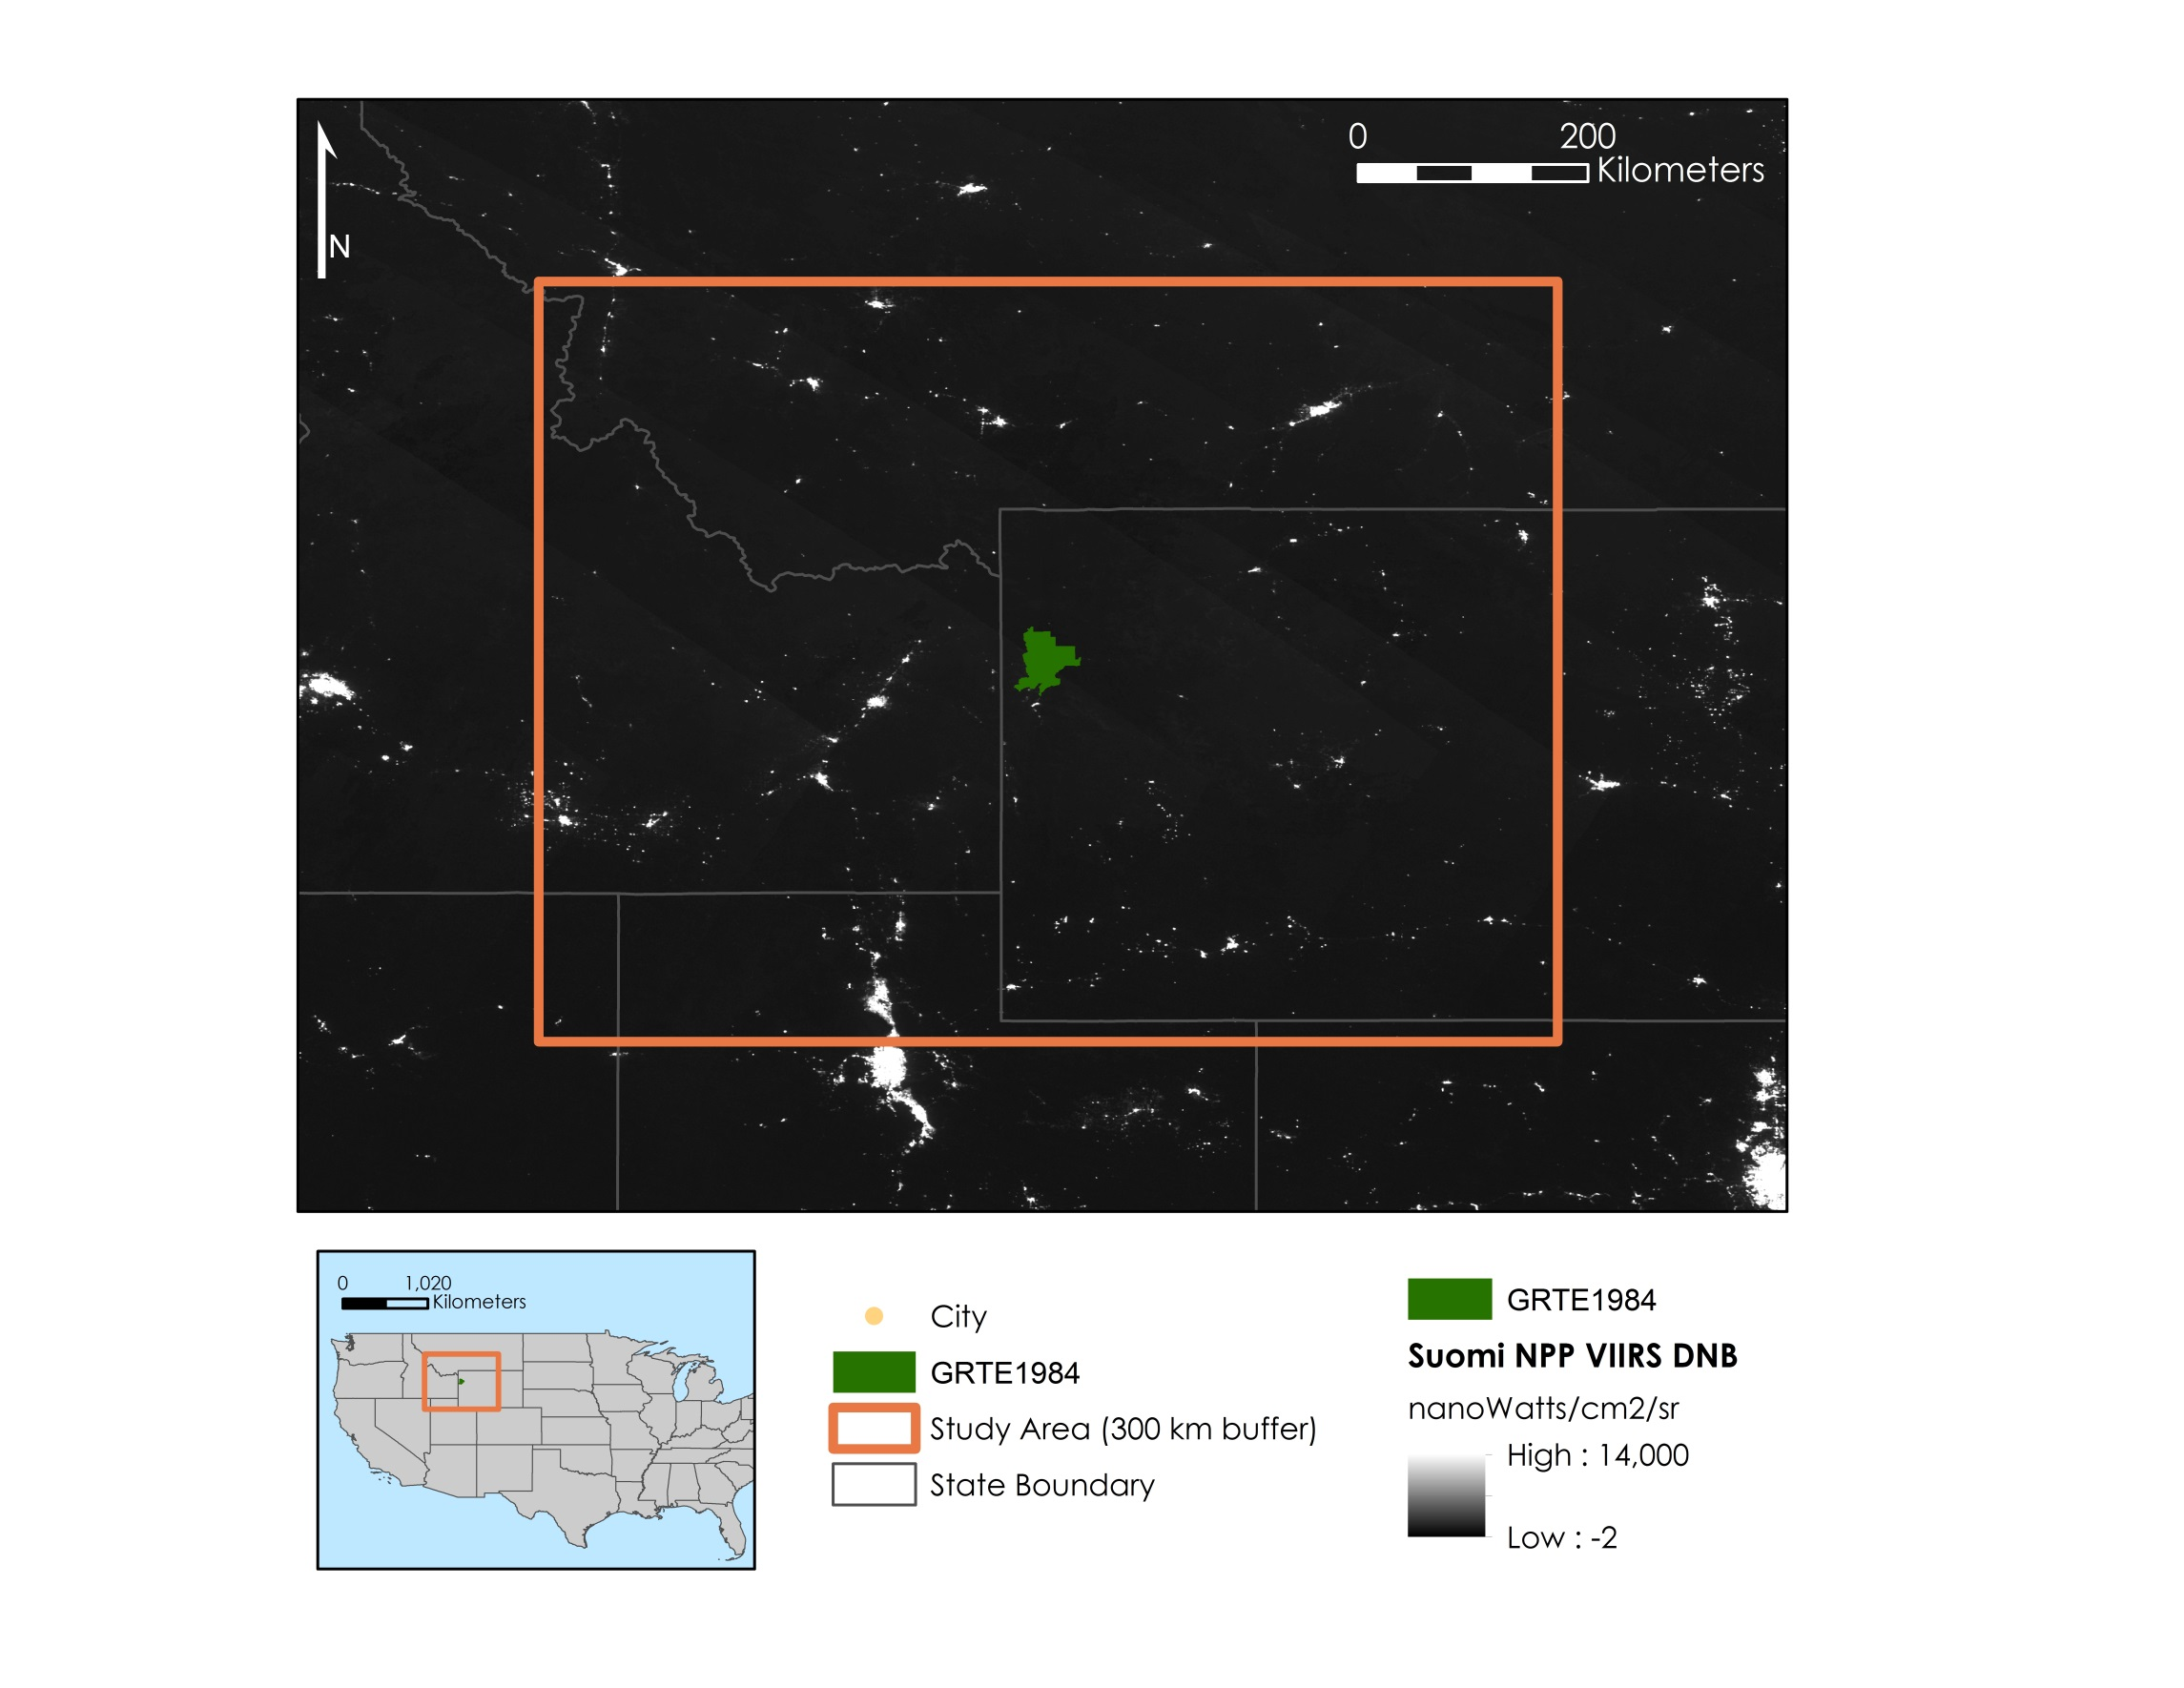 0 200
Kilometers
N
0 1,020
Kilometers
City
GRTE1984
Study Area (300 km buffer)
State Boundary
GRTE1984
Suomi NPP VIIRS DNB
nanoWatts/cm2/sr
High : 14,000
Low : -2